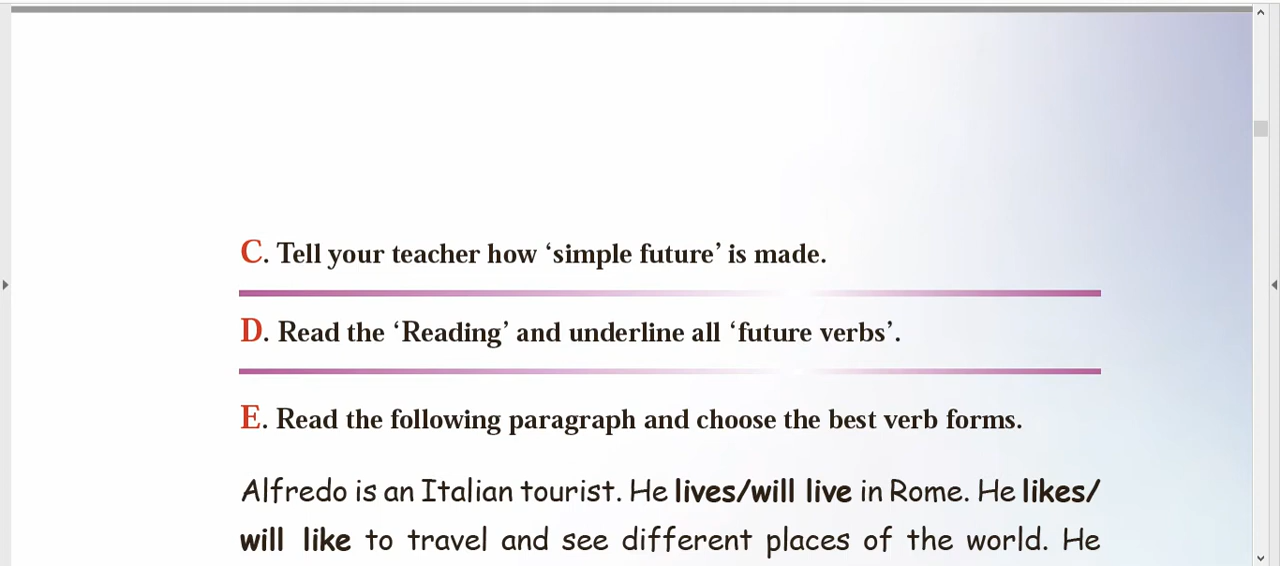 C. Tell your teacher how ‘simple future’ is made.
D. Read the ‘Reading’ and underline all ‘future verbs’.
E. Read the following paragraph and choose the best verb forms.
Alfredo is an Italian tourist. He lives/will live in Rome. He likes/
will like to travel and see different places of the world. He